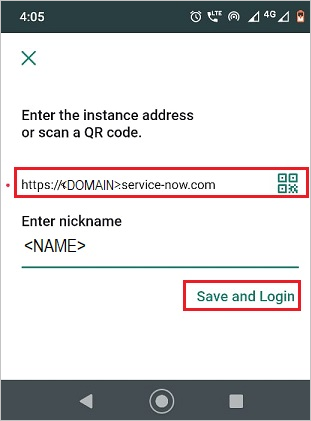 4:05
LTE
4G
Enter the instance address
or scan a QR code.
https://<DOMAIN>.service-now.com
Enter nickname
<NAME>
Save and Login